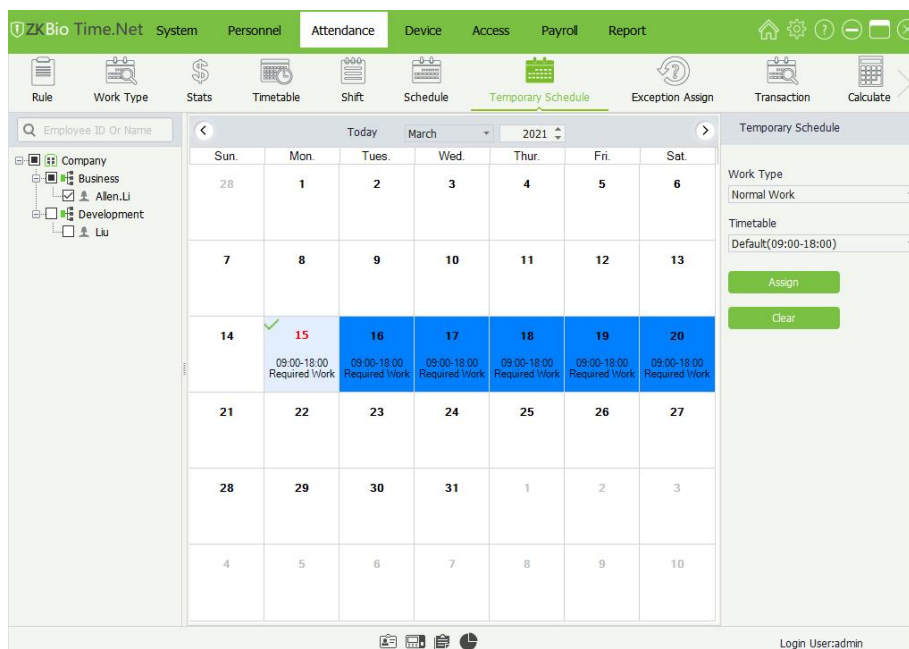 ZKBio Time.Net System Personnel Attendance Device Access Payroll Report
Rule Work Type Stats Timetable Shift Schedule Temporary Schedule Exception Assign Transaction Calculate
Employee ID Or Name
Today March 2021
Temporary Schedule
Company
Business
Allen.Li
Development
Liu
Sun. Mon. Tues. Wed. Thur. Fri. Sat.
28 1 2 3 4 5 6
7 8 9 10 11 12 13
14 15 16 17 18 19 20
09:00-18:00 09:00-18:00 09:00-18:00 09:00-18:00 09:00-18:00 09:00-18:00
Required Work Required Work Required Work Required Work Required Work Required Work
21 22 23 24 25 26 27
28 29 30 31 1 2 3
4 5 6 7 8 9 10
Work Type
Normal Work
Timetable
Default(09:00-18:00)
Assign
Clear
Login User:admin